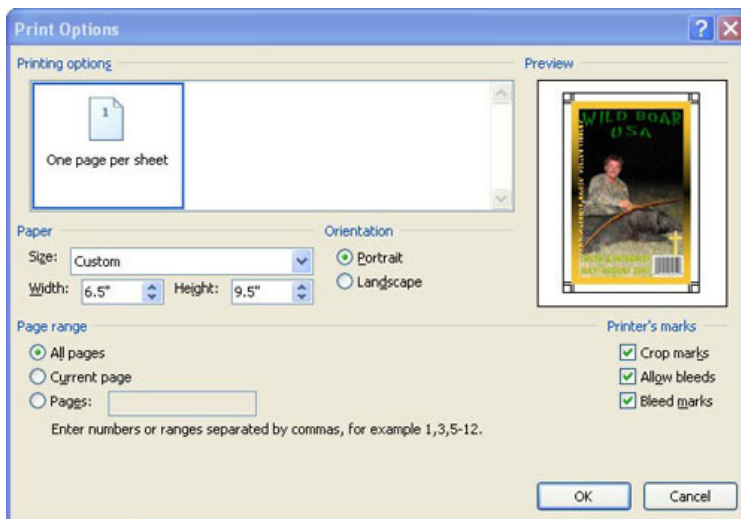 Print Options
Printing options
Preview
1
One page per sheet
WILD BOAR
USA
Paper
Orientation
Size: Custom
Portrait
Width: 6.5" Height: 9.5"
Landscape
Page range
Printer's marks
All pages
Crop marks
Current page
Allow bleeds
Pages:
Bleed marks
Enter numbers or ranges separated by commas, for example 1,3,5-12.
OK
Cancel